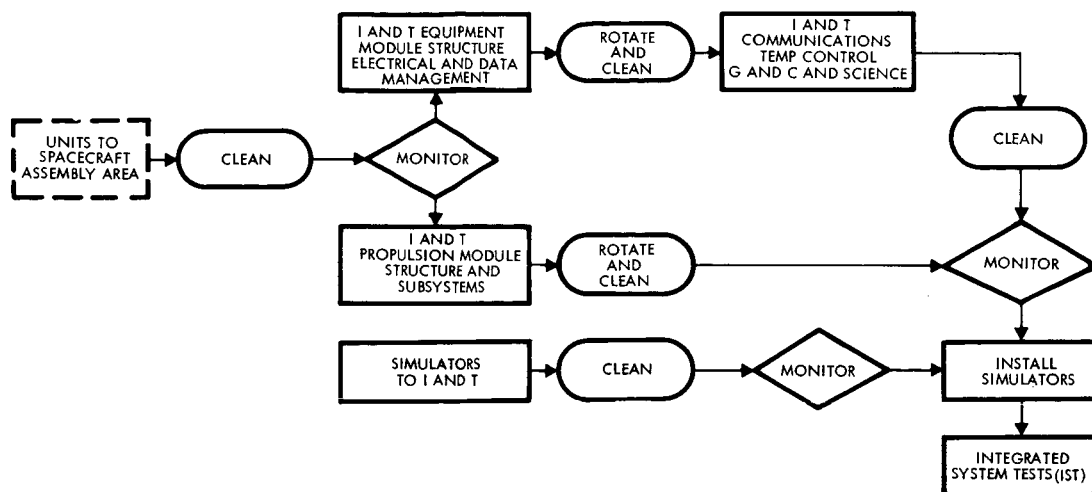 I AND T EQUIPMENT
MODULE STRUCTURE
ELECTRICAL AND DATA
MANAGEMENT
ROTATE
AND
CLEAN
I AND T
COMMUNICATIONS
TEMP CONTROL
G AND C AND SCIENCE
UNITS TO
SPACECRAFT
ASSEMBLY AREA
CLEAN
MONITOR
CLEAN
I AND T
PROPULSION MODULE
STRUCTURE AND
SUBSYSTEMS
ROTATE
AND
CLEAN
MONITOR
SIMULATORS
TO I AND T
CLEAN
MONITOR
INSTALL
SIMULATORS
INTEGRATED
SYSTEM TESTS(IST)